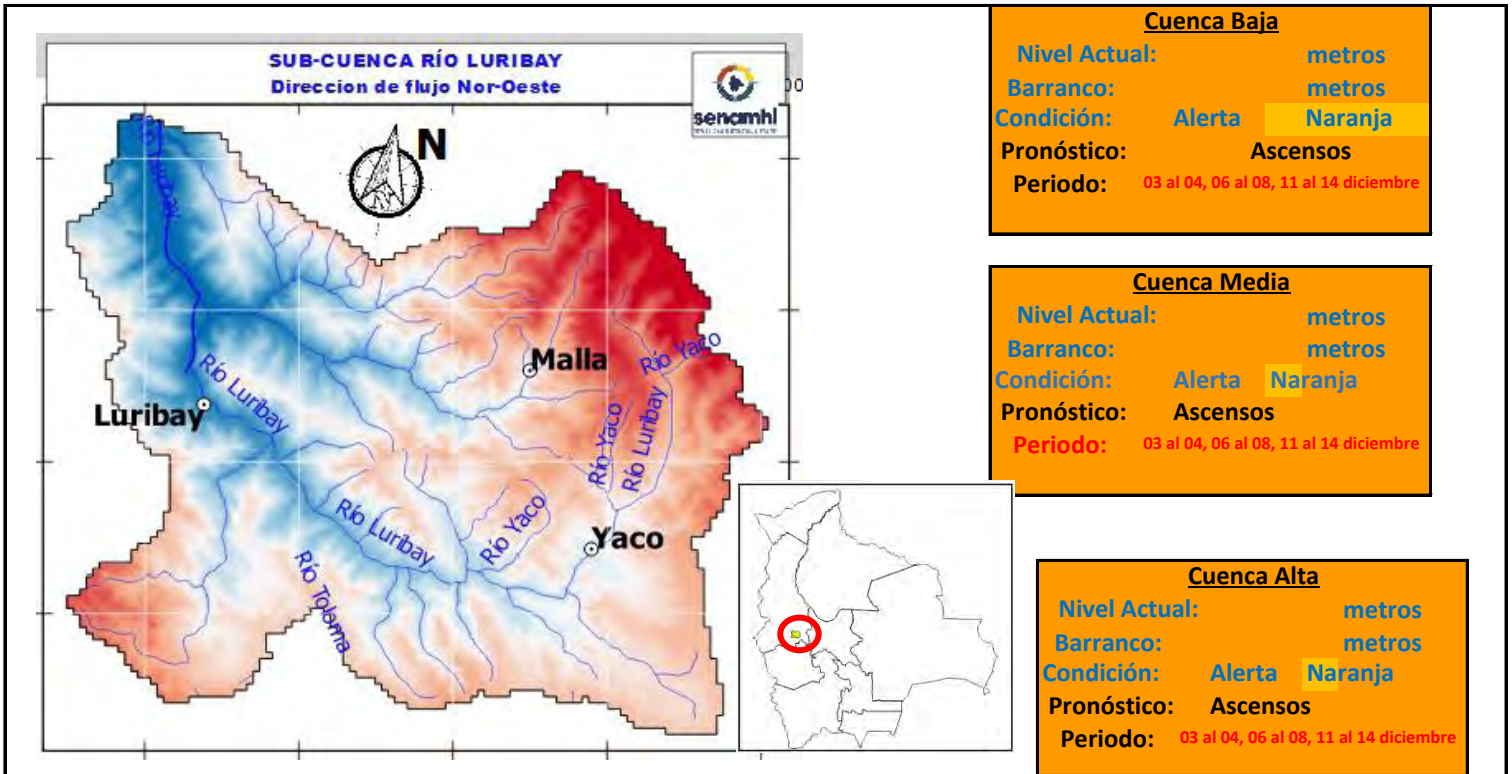 SUB-CUENCA RÍO LURIBAY
Direccion de flujo Nor-Oeste
senamhi
00
N
Malla
Río Yaco
Luribay
Río Luribay
Río Yaco
Río Luribay
Río Luribay
Río Yaco
Yaco
Río Toloma
Cuenca Baja
Nivel Actual: metros
Barranco: metros
Condición: Alerta Naranja
Pronóstico: Ascensos
Periodo: 03 al 04, 06 al 08, 11 al 14 diciembre
Cuenca Media
Nivel Actual: metros
Barranco: metros
Condición: Alerta Naranja
Pronóstico: Ascensos
Periodo: 03 al 04, 06 al 08, 11 al 14 diciembre
Cuenca Alta
Nivel Actual: metros
Barranco: metros
Condición: Alerta Naranja
Pronóstico: Ascensos
Periodo: 03 al 04, 06 al 08, 11 al 14 diciembre